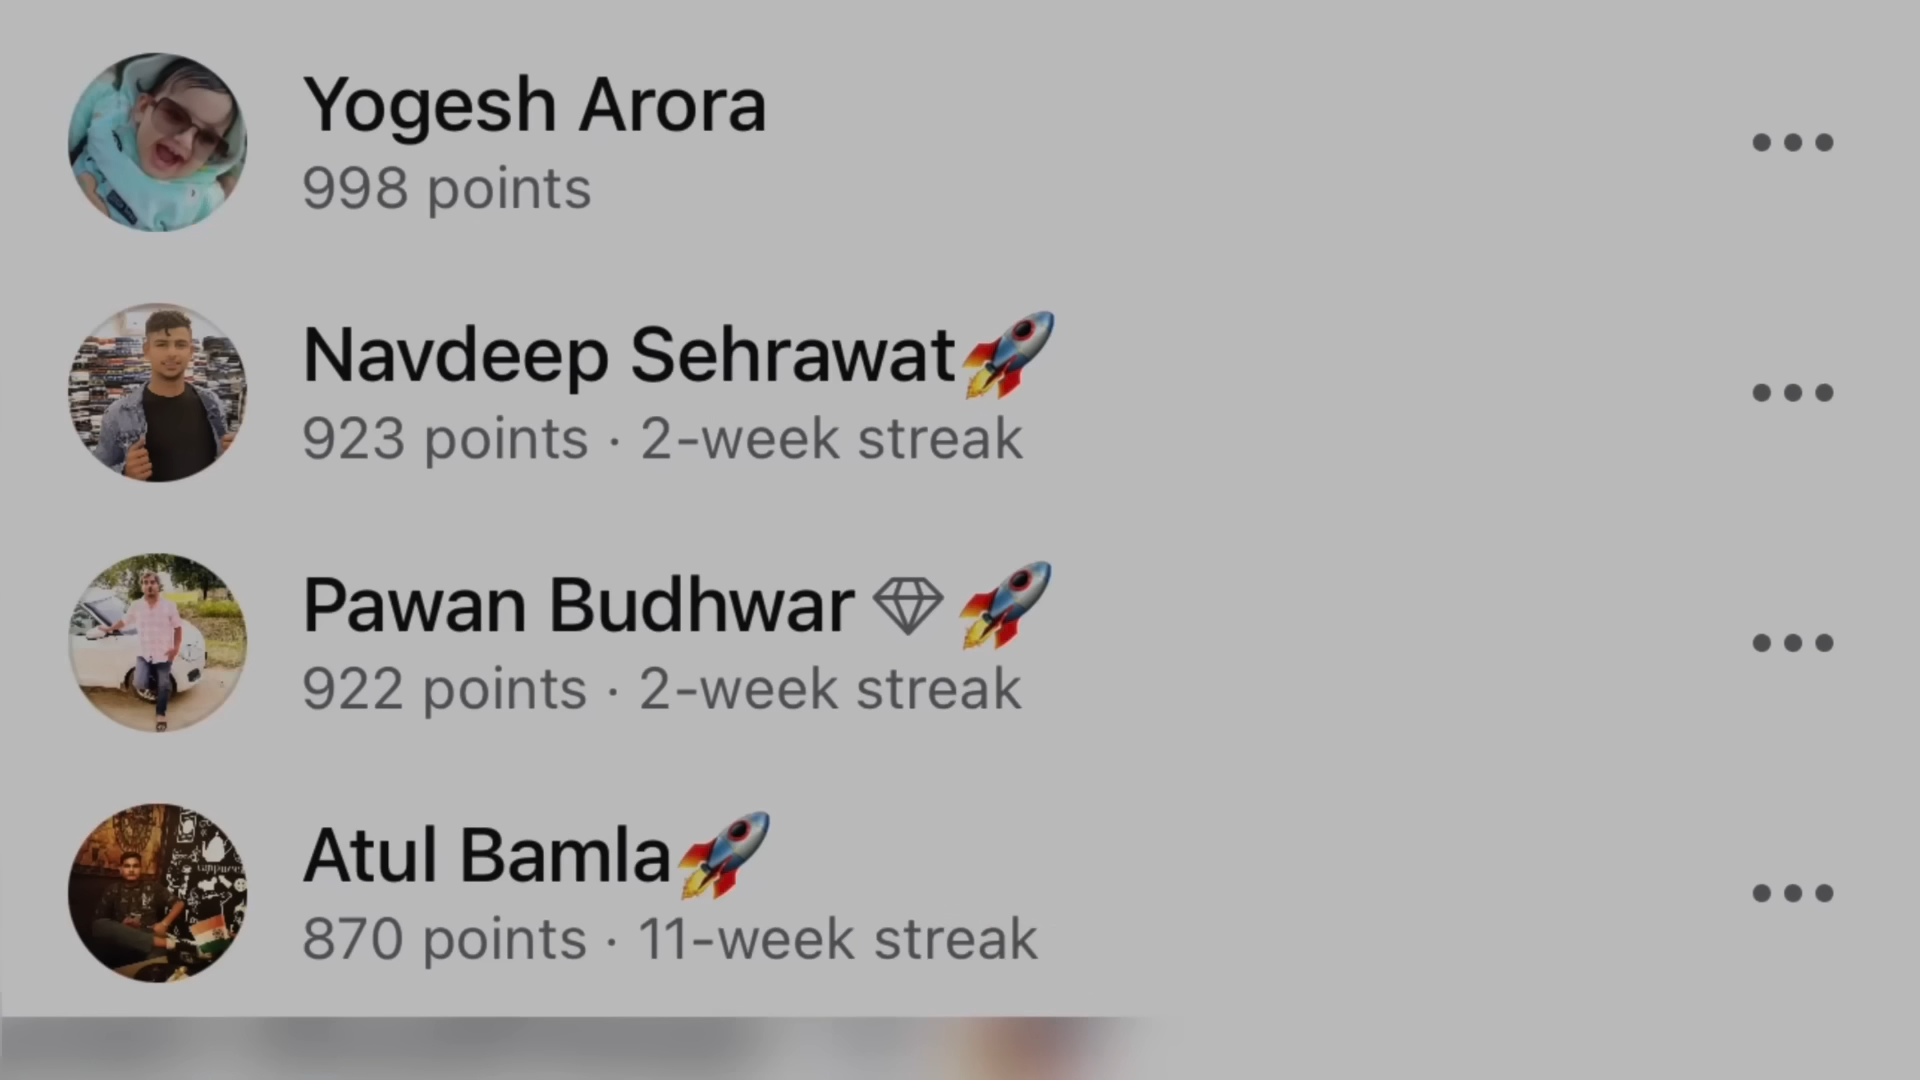 Yogesh Arora
998 points
Navdeep Sehrawat🚀
923 points · 2-week streak
Pawan Budhwar 🚀
922 points · 2-week streak
Atul Bamla🚀
870 points · 11-week streak